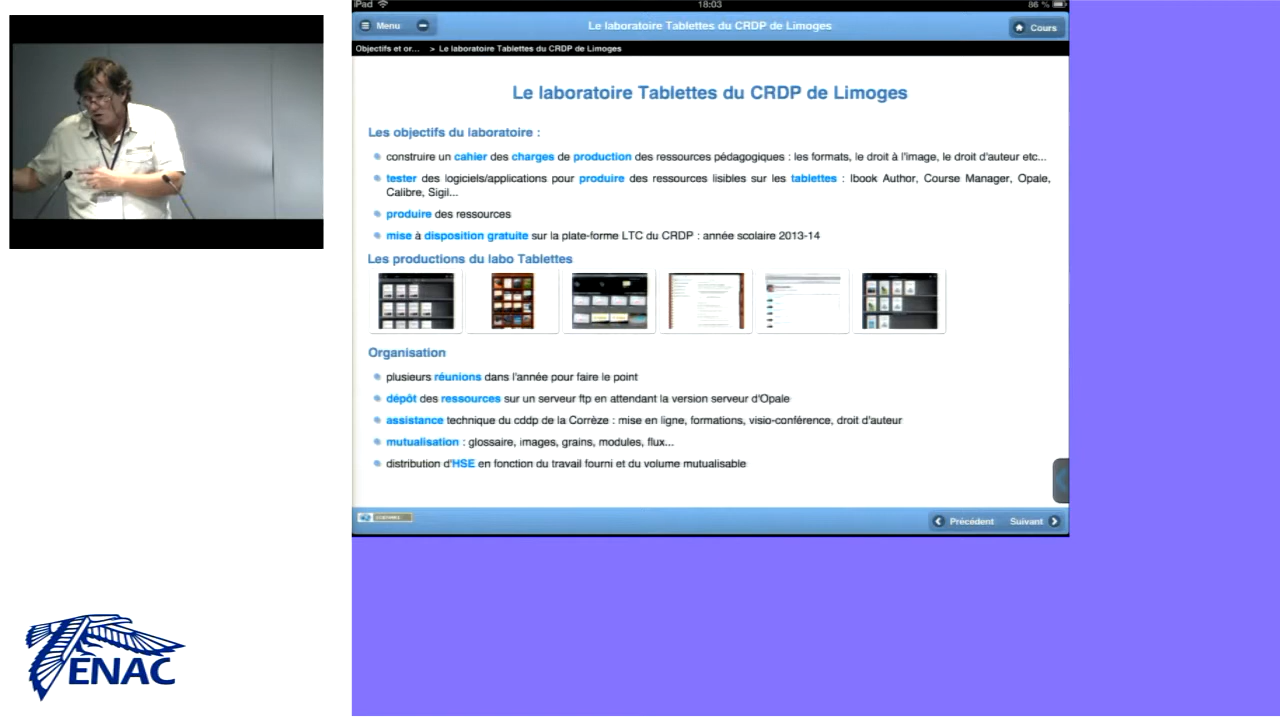 iPad
18:03
86 %
Menu
Le laboratoire Tablettes du CRDP de Limoges
Cours
Objectifs et or... > Le laboratoire Tablettes du CRDP de Limoges
Le laboratoire Tablettes du CRDP de Limoges
Les objectifs du laboratoire :
construire un cahier des charges de production des ressources pédagogiques : les formats, le droit à l'image, le droit d'auteur etc...
tester des logiciels/applications pour produire des ressources lisibles sur les tablettes : Ibook Author, Course Manager, Opale,
Calibre, Sigil...
produire des ressources
mise à disposition gratuite sur la plate-forme LTC du CRDP : année scolaire 2013-14
Les productions du labo Tablettes
Organisation
plusieurs réunions dans l'année pour faire le point
dépôt des ressources sur un serveur ftp en attendant la version serveur d'Opale
assistance technique du cddp de la Corrèze : mise en ligne, formations, visio-conférence, droit d'auteur
mutualisation : glossaire, images, grains, modules, flux...
distribution d'HSE en fonction du travail fourni et du volume mutualisable
Précédent
Suivant
ENAC